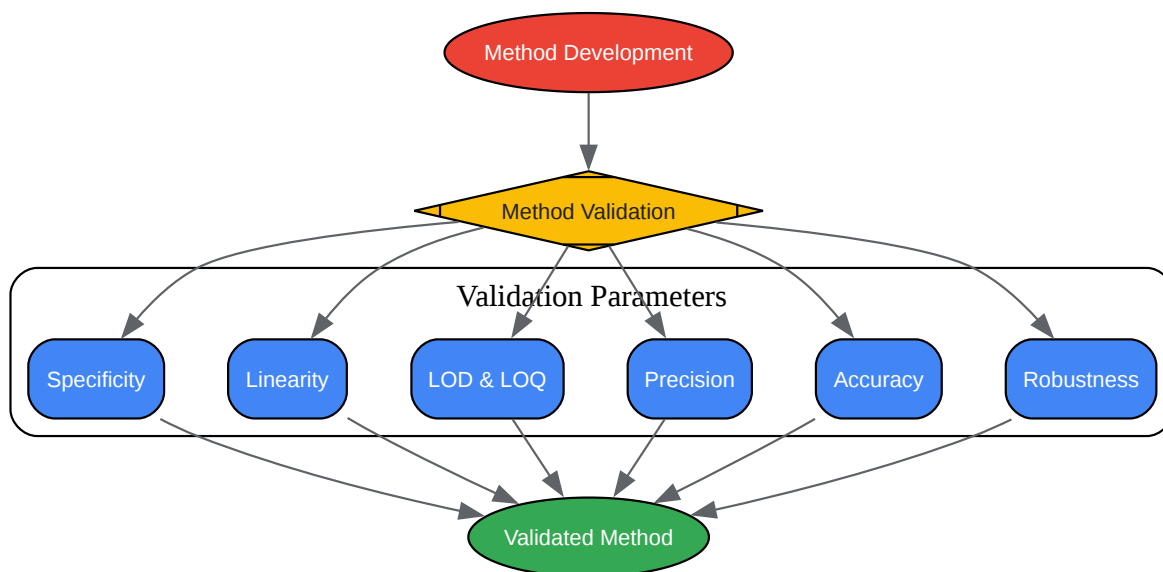 Method Development
Method Validation
Validation Parameters
Specificity
Linearity
LOD & LOQ
Precision
Accuracy
Robustness
Validated Method